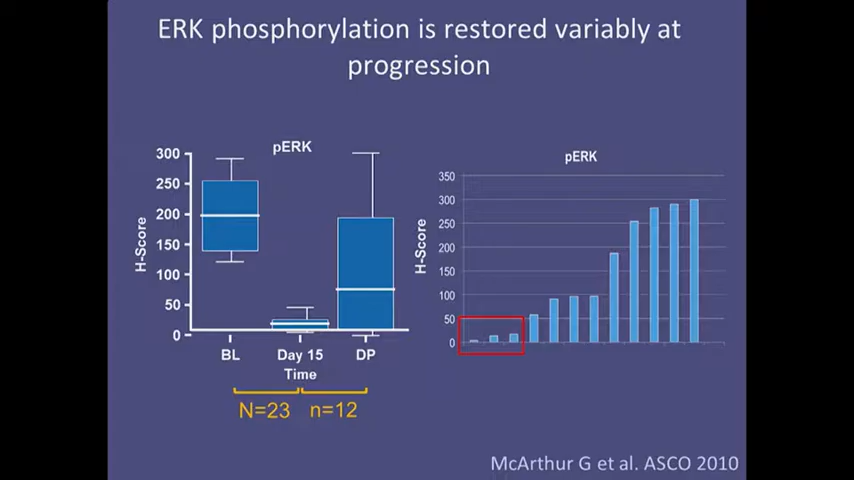 ERK phosphorylation is restored variably at
progression
pERK
300
250
200
150
100
50
0
H-Score
BL
Day 15
DP
Time
N=23
n=12
pERK
350
300
250
200
150
100
50
0
H-Score
McArthur G et al. ASCO 2010